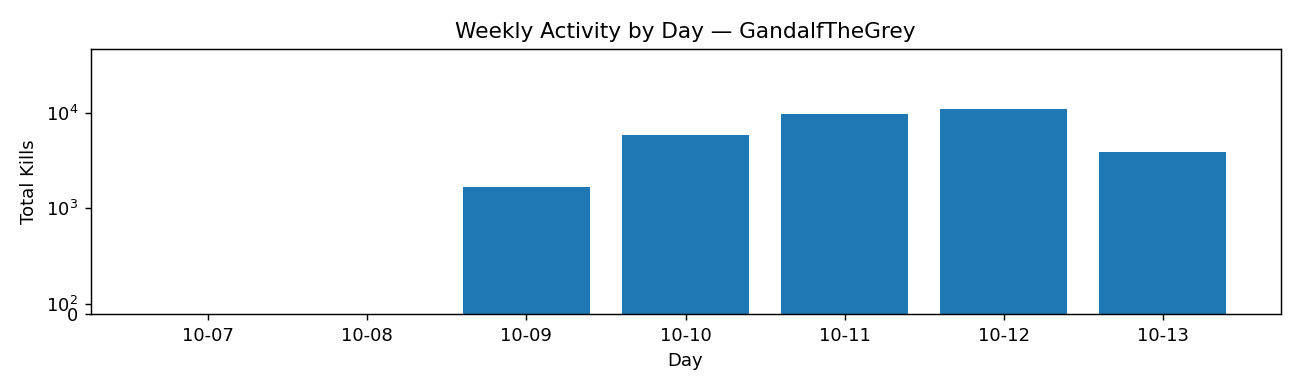 Weekly Activity by Day — GandalfTheGrey
Total Kills
10⁴
10³
10²
0
10-07 10-08 10-09 10-10 10-11 10-12 10-13
Day